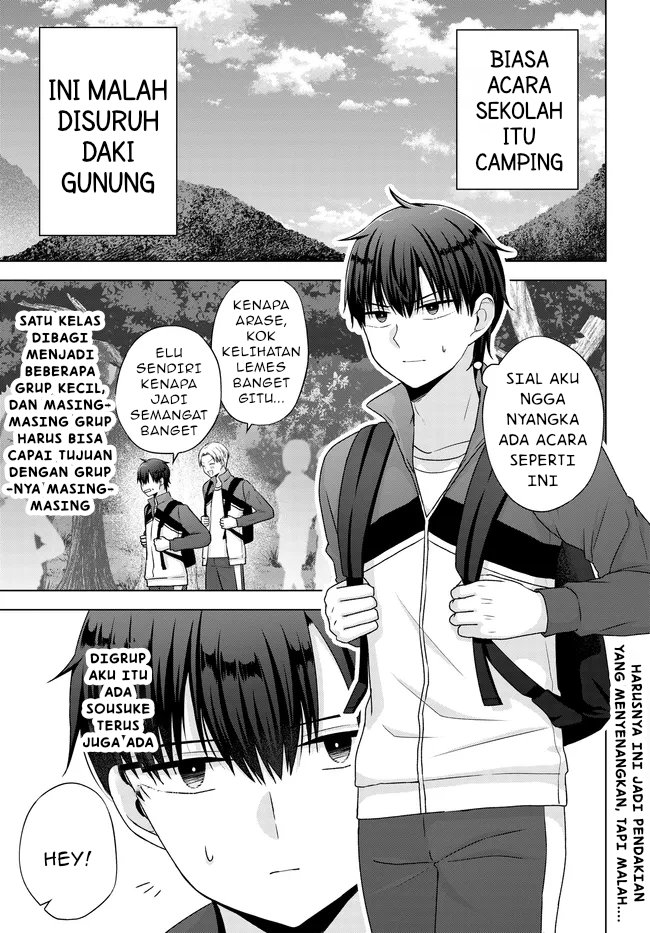 BIASA
ACARA
SEKOLAH
ITU
CAMPING
INI MALAH
DISURUH
DAKI
GUNUNG
SIAL AKU
NGGA
NYANGKA
ADA ACARA
SEPERTI
INI
KENAPA
ARASE,
KOK
KELIHATAN
LEMES
BANGET
GITU...
ELU
SENDIRI
KENAPA
JADI
SEMANGAT
BANGET
SATU KELAS
DIBAGI
MENJADI
BEBERAPA
GRUP KECIL,
DAN MASING-
MASING GRUP
HARUS BISA
CAPAI TUJUAN
DENGAN GRUP
-NYA MASING-
MASING
HARUSNYA INI JADI PENDAKIAN
YANG MENYENANGKAN, TAPI MALAH....
DIGRUP
AKU ITU
ADA
SOUSUKE
TERUS
JUGA ADA
HEY!